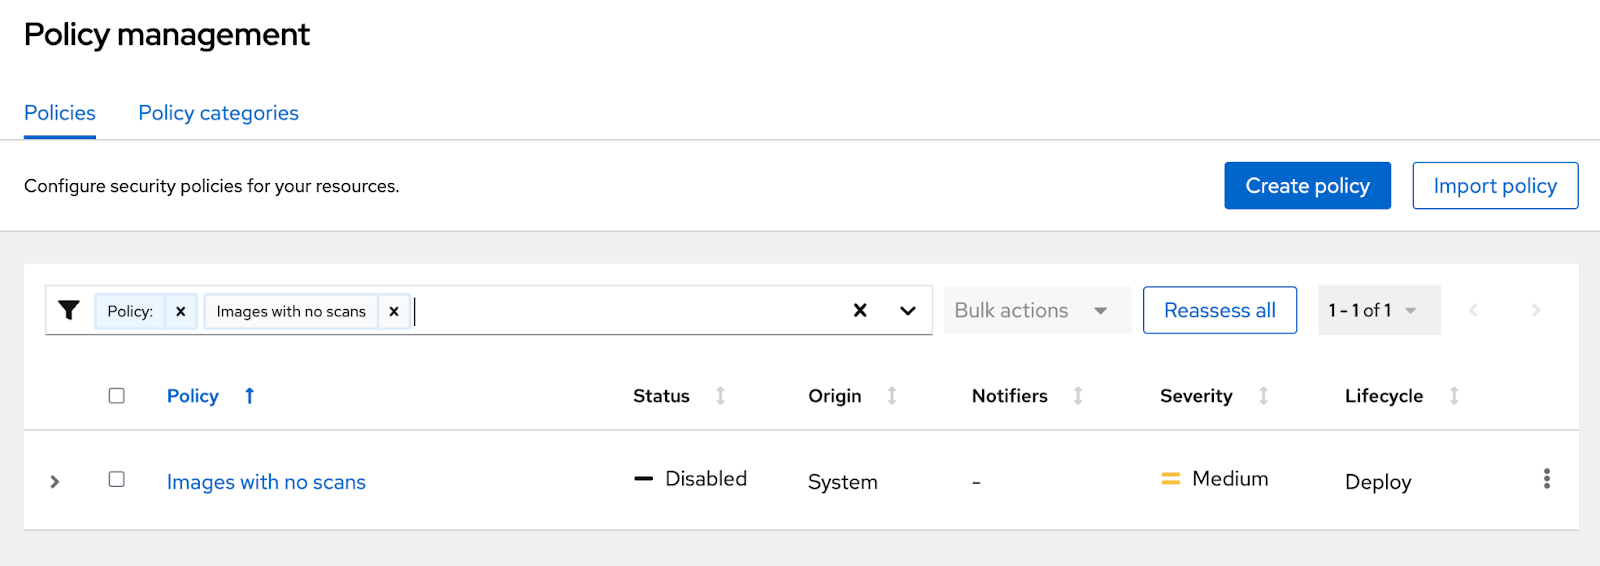 Policy management
Policies Policy categories
Configure security policies for your resources. Create policy Import policy
Policy: Images with no scans Bulk actions Reassess all 1 - 1 of 1
Policy Status Origin Notifiers Severity Lifecycle
Images with no scans Disabled System - Medium Deploy